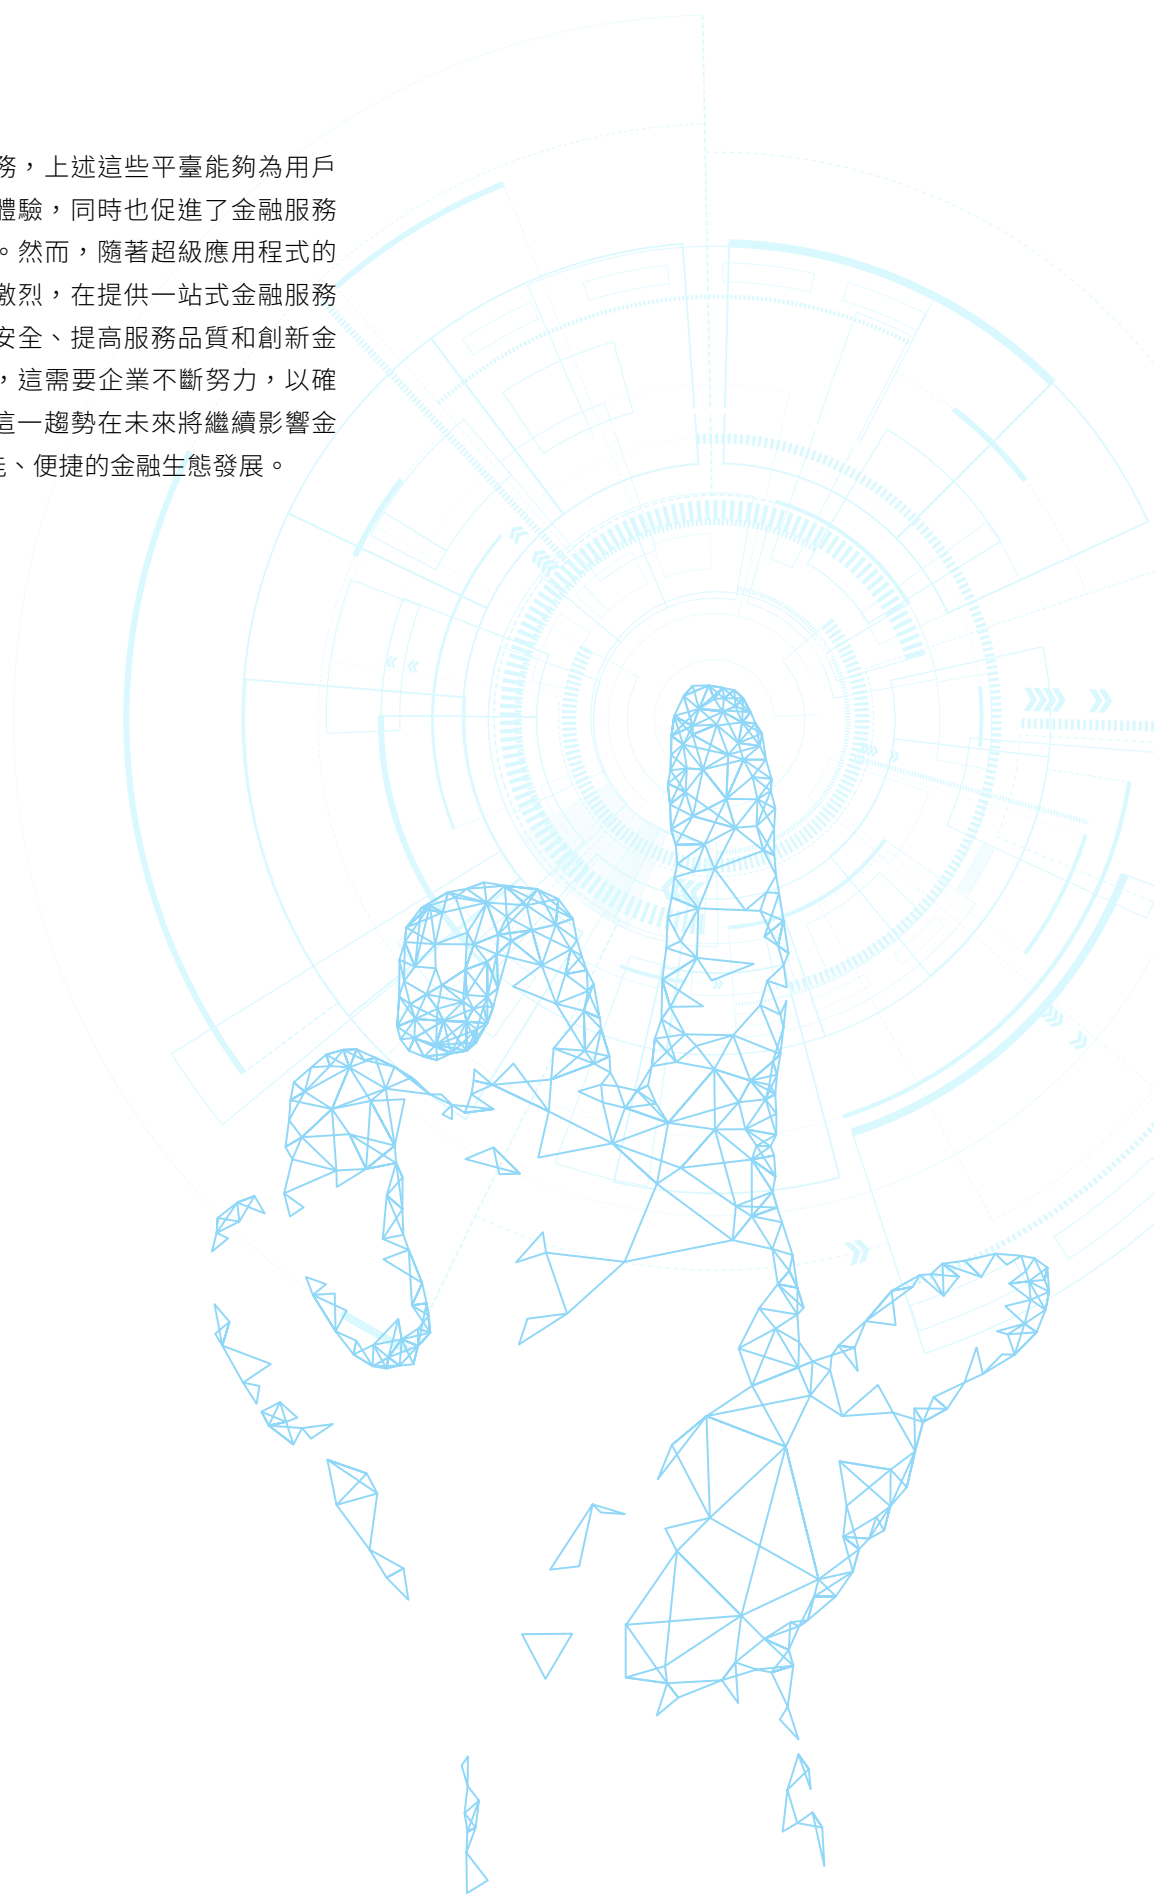 務，上述這些平臺能夠為用戶
體驗，同時也促進了金融服務
。然而，隨著超級應用程式的
激烈，在提供一站式金融服務
安全、提高服務品質和創新金
，這需要企業不斷努力，以確
這一趨勢在未來將繼續影響金
、便捷的金融生態發展。